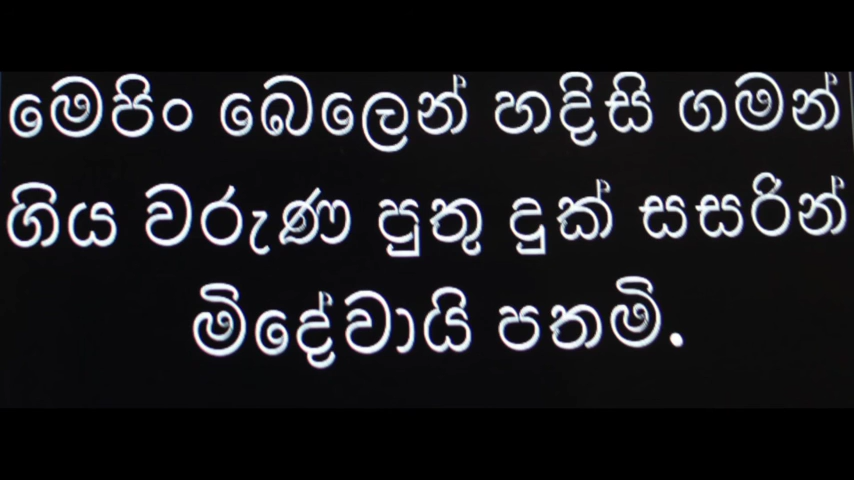 මෙපිං බෙලෙන් හදිසි ගමන්
ගිය වරුණ පුතු දුක් සසරින්
මිදේවායි පතමි.